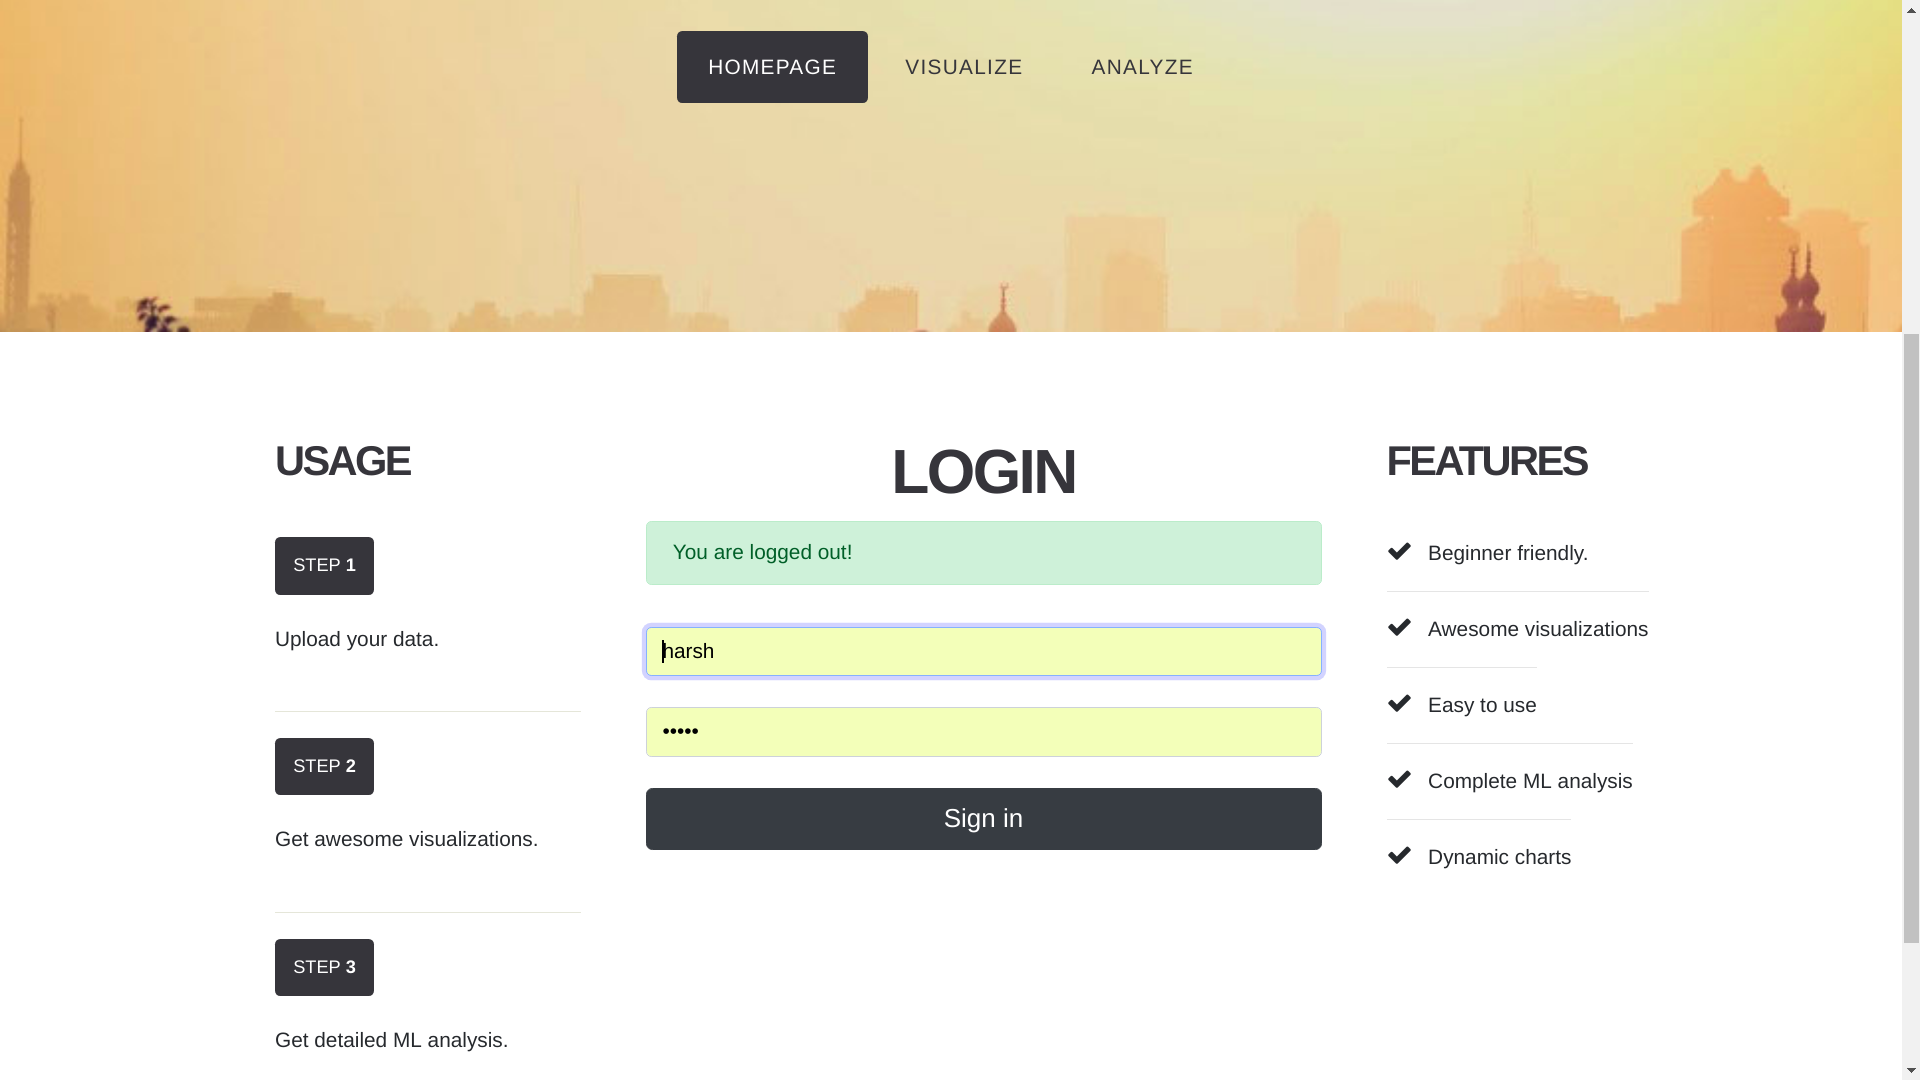 HOMEPAGE VISUALIZE ANALYZE
USAGE
STEP 1
Upload your data.
STEP 2
Get awesome visualizations.
STEP 3
Get detailed ML analysis.
LOGIN
You are logged out!
harsh
•••••
Sign in
FEATURES
Beginner friendly.
Awesome visualizations
Easy to use
Complete ML analysis
Dynamic charts